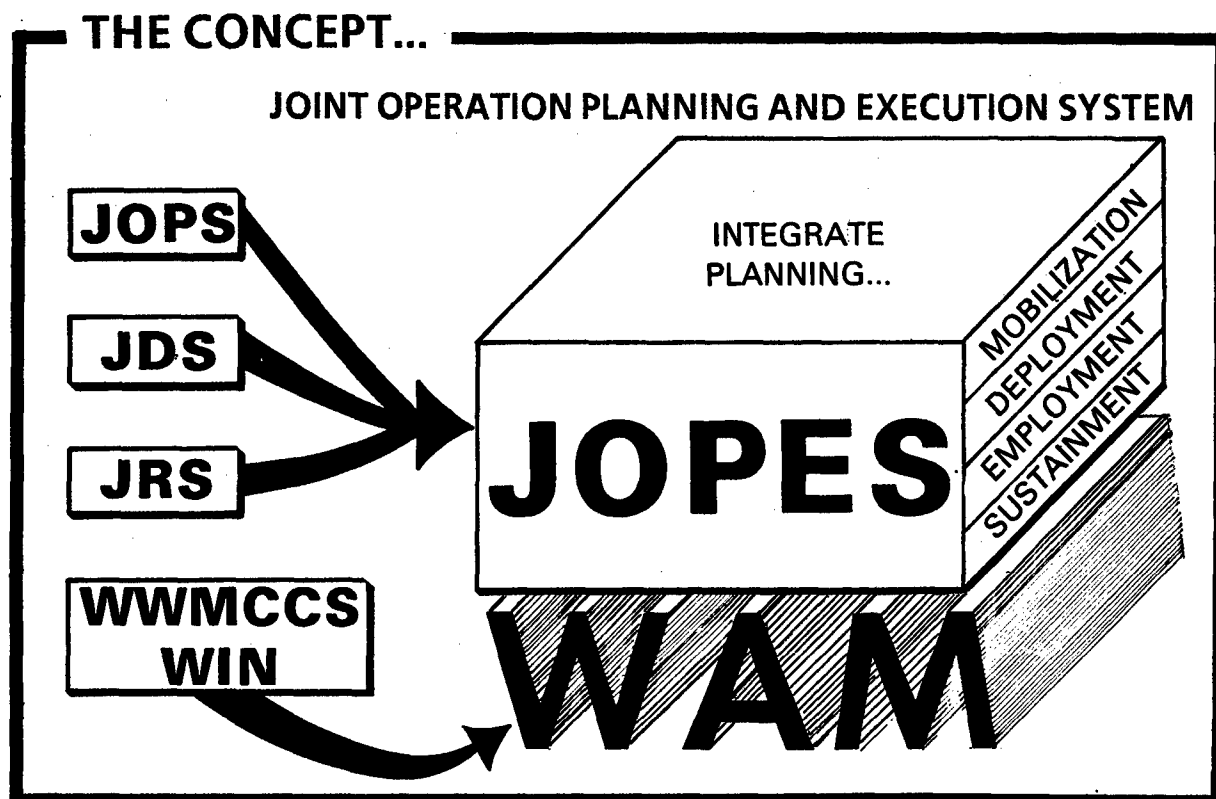 THE CONCEPT...
JOINT OPERATION PLANNING AND EXECUTION SYSTEM
JOPS
JDS
JRS
WWMCCS
WIN
INTEGRATE
PLANNING...
MOBILIZATION
DEPLOYMENT
EMPLOYMENT
SUSTAINMENT
JOPES
WAM